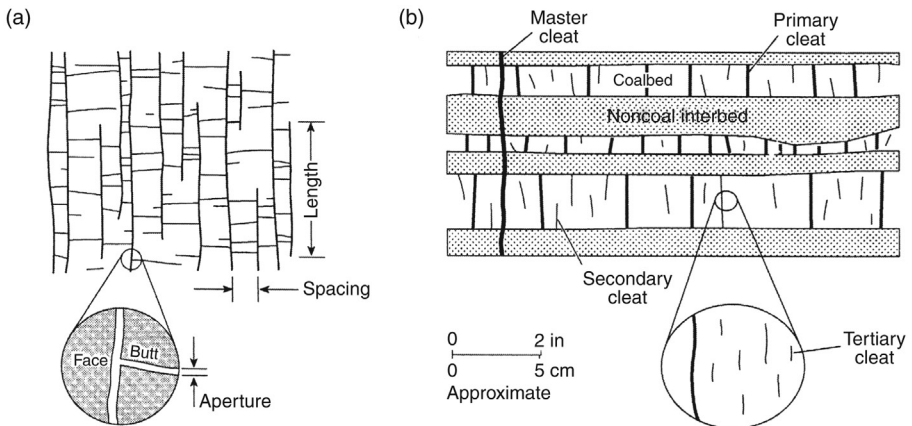 (a)
Length
Spacing
Face
Butt
Aperture
(b)
Master
cleat
Primary
cleat
Coalbed
Noncoal interbed
Secondary
cleat
0 2 in
0 5 cm
Approximate
Tertiary
cleat